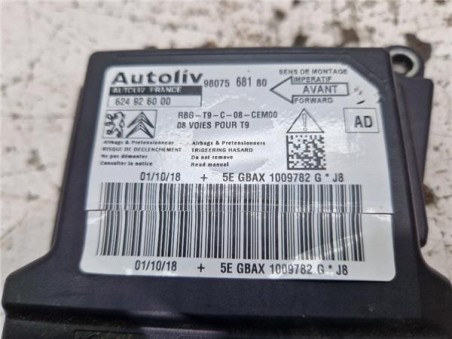 Autoliv 98075 681 80
AUTOLIV FRANCE
624 92 60 00
SENS DE MONTAGE
IMPERATIF
AVANT
FORWARD
RBG-T9-C-08-CEM00
08 VOIES POUR T9
AD
Airbags & Pretensionneurs
RISQUE DE DECLENCHEMENT
Ne pas démonter
Consulter la notice
Airbags & Pretensioners
TRIGGERING HASARD
Do not remove
Read manual
01/10/18 + 5E GBAX 1009782 G * J8
01/10/18 + 5E GBAX 1009782 G * J8